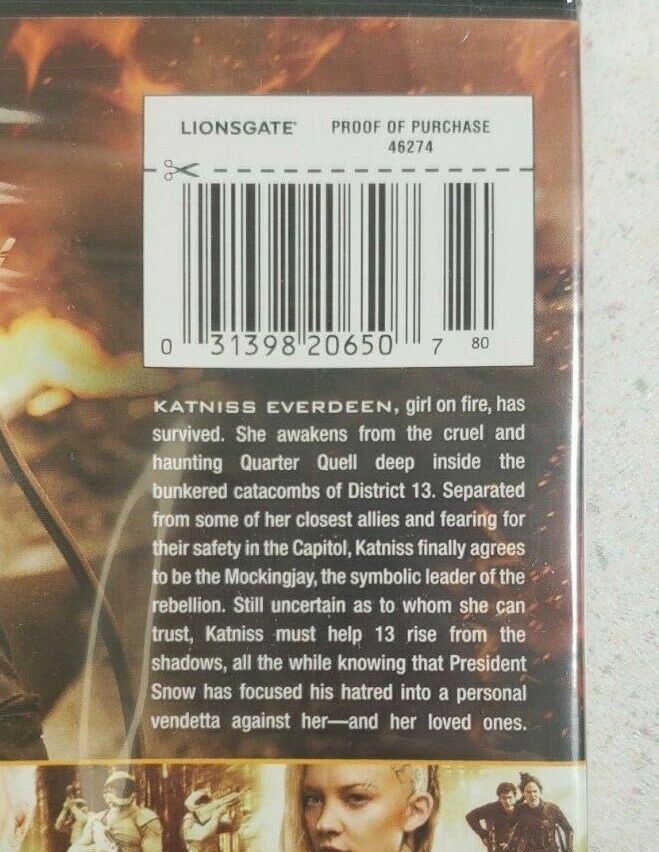 LIONSGATE® PROOF OF PURCHASE
46274
0 31398 20650 7 80
KATNISS EVERDEEN, girl on fire, has
survived. She awakens from the cruel and
haunting Quarter Quell deep inside the
bunkered catacombs of District 13. Separated
from some of her closest allies and fearing for
their safety in the Capitol, Katniss finally agrees
to be the Mockingjay, the symbolic leader of the
rebellion. Still uncertain as to whom she can
trust, Katniss must help 13 rise from the
shadows, all the while knowing that President
Snow has focused his hatred into a personal
vendetta against her—and her loved ones.